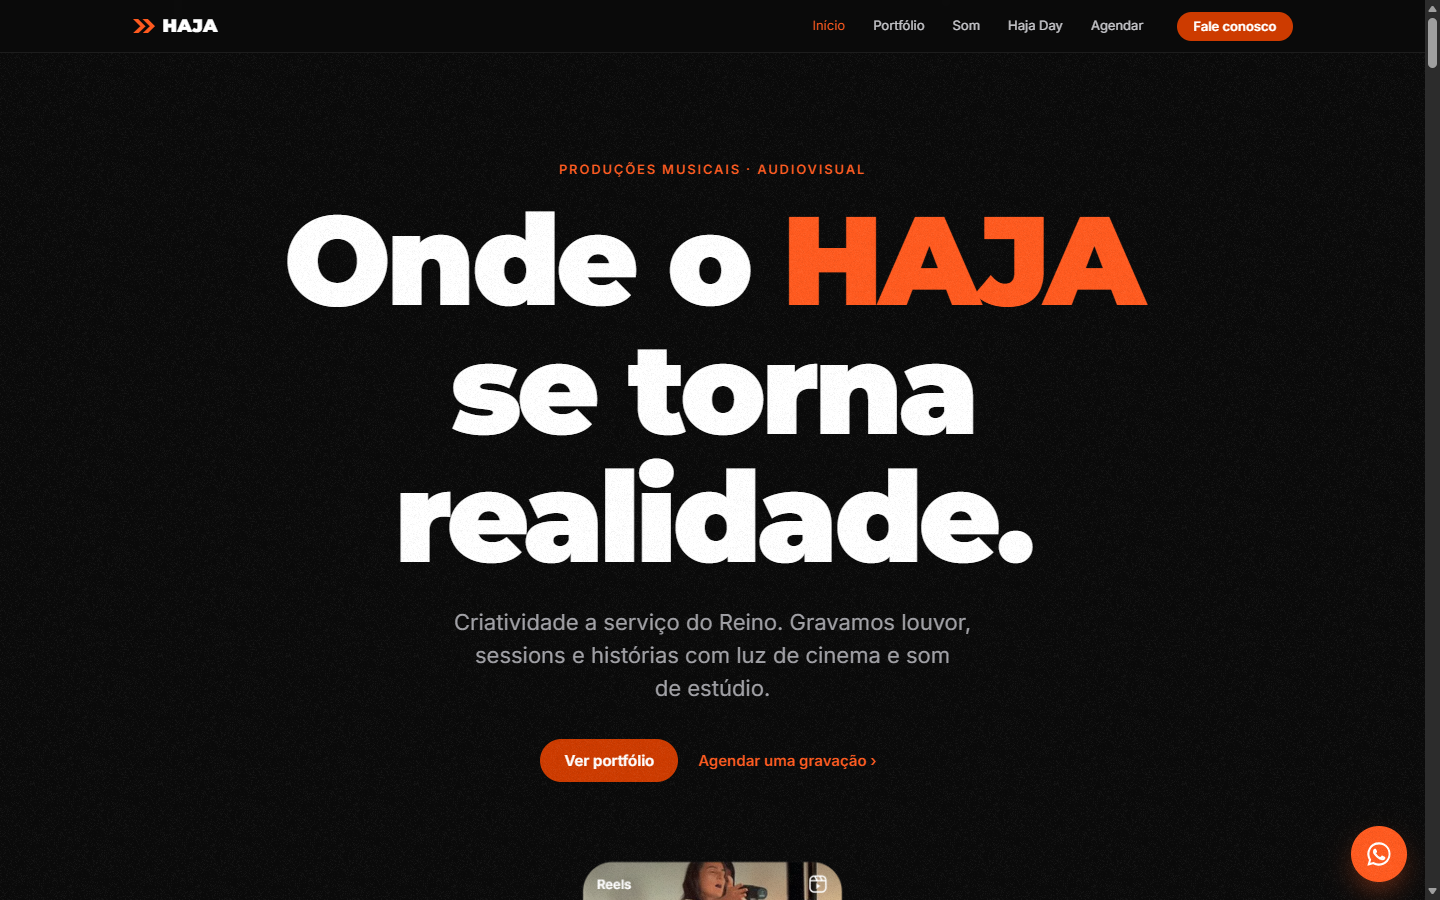 HAJA
Início
Portfólio
Som
Haja Day
Agendar
Fale conosco
PRODUÇÕES MUSICAIS · AUDIOVISUAL
Onde o HAJA
se torna
realidade.
Criatividade a serviço do Reino. Gravamos louvor,
sessions e histórias com luz de cinema e som
de estúdio.
Ver portfólio
Agendar uma gravação ›
Reels